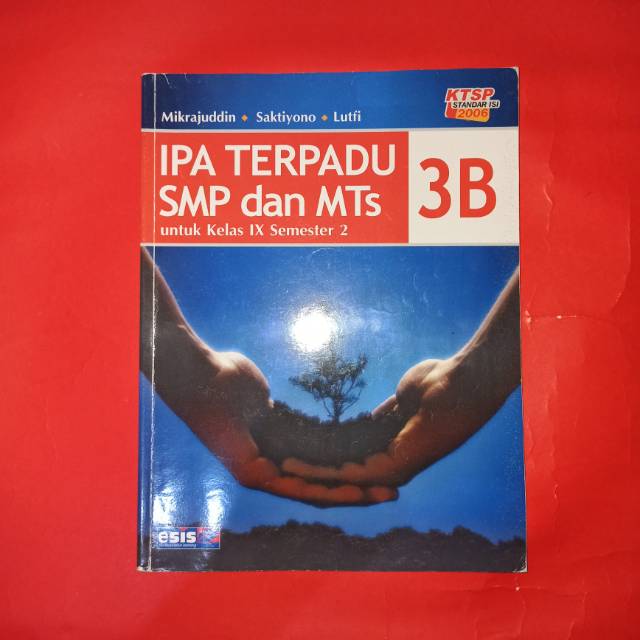 KTSP
STANDAR ISI
2006
Mikrajuddin ◆ Saktiyono ◆ Lutfi
IPA TERPADU
SMP dan MTs
3B
untuk Kelas IX Semester 2
esis